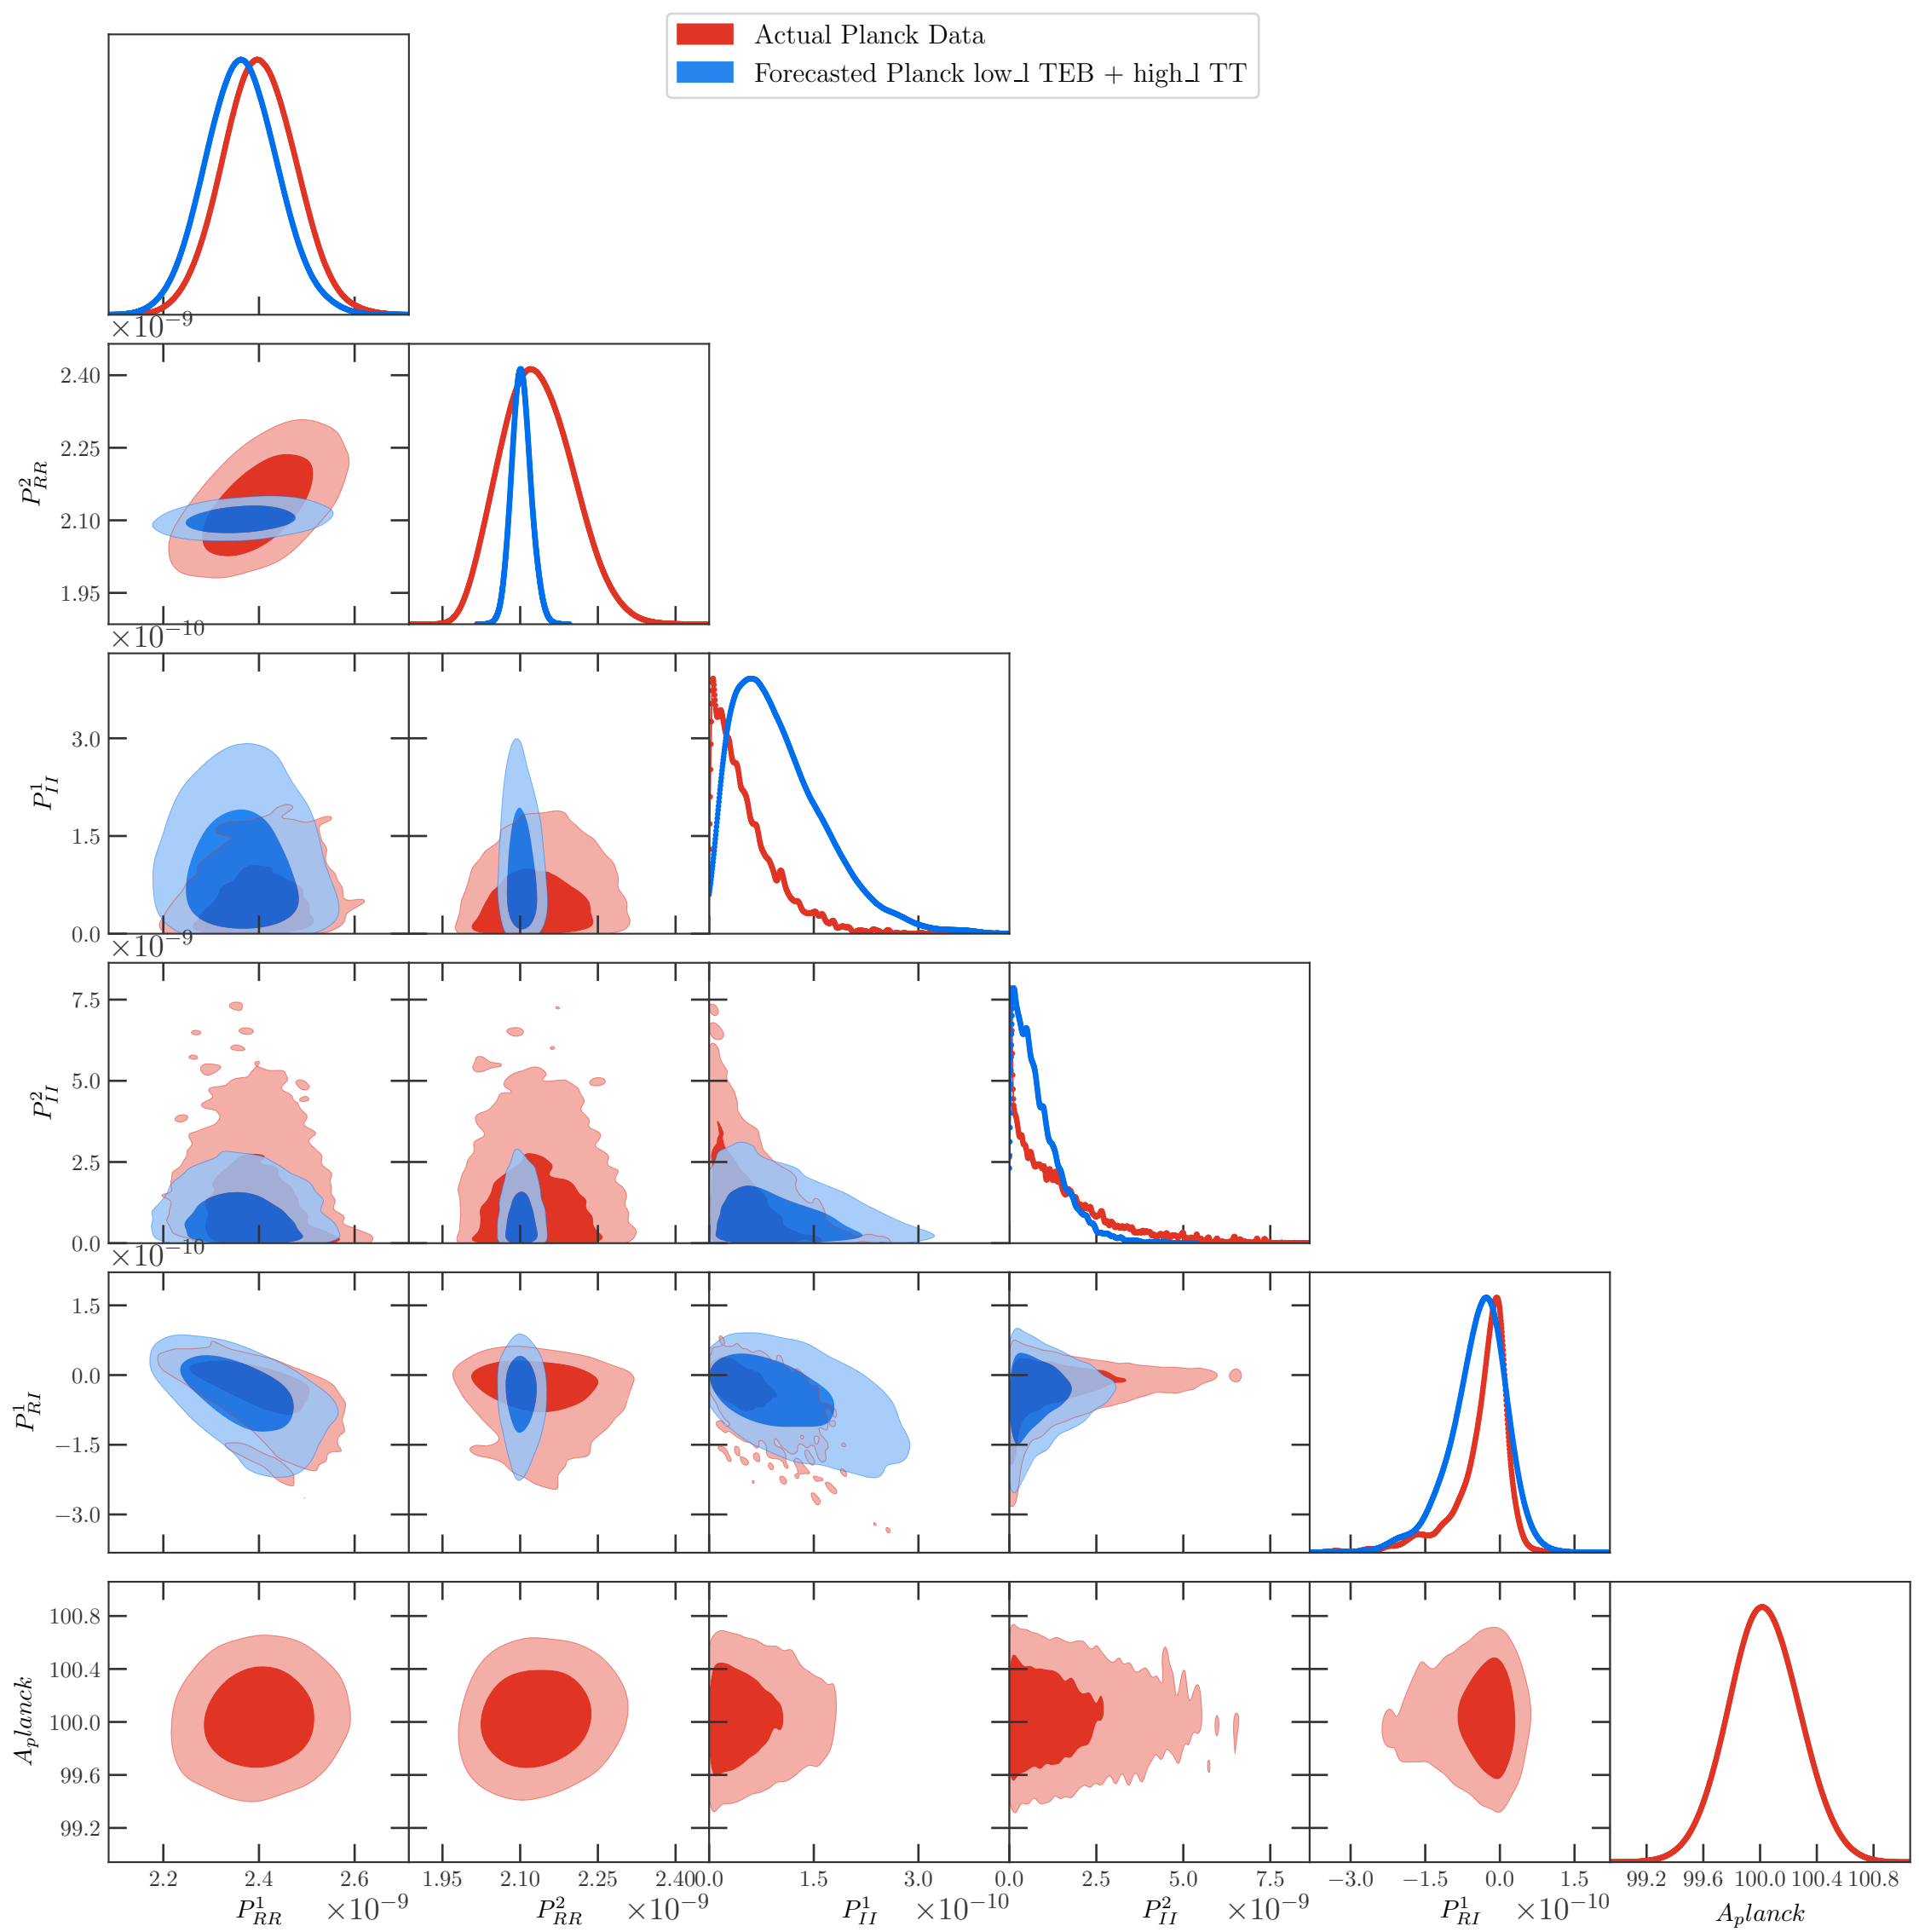 Actual Planck Data
Forecasted Planck low_l TEB + high_l TT
×10⁻⁹
2.40
2.25
2.10
1.95
P²_RR
×10⁻¹⁰
3.0
1.5
0.0
P¹_II
×10⁻⁹
7.5
5.0
2.5
0.0
P²_II
×10⁻¹⁰
1.5
0.0
−1.5
−3.0
P¹_RI
100.8
100.4
100.0
99.6
99.2
A_planck
2.2 2.4 2.6 1.95 2.10 2.25 2.40 0.0 1.5 3.0 0.0 2.5 5.0 7.5 −3.0 −1.5 0.0 1.5 99.2 99.6 100.0 100.4 100.8
P¹_RR ×10⁻⁹ P²_RR ×10⁻⁹ P¹_II ×10⁻¹⁰ P²_II ×10⁻⁹ P¹_RI ×10⁻¹⁰ A_planck